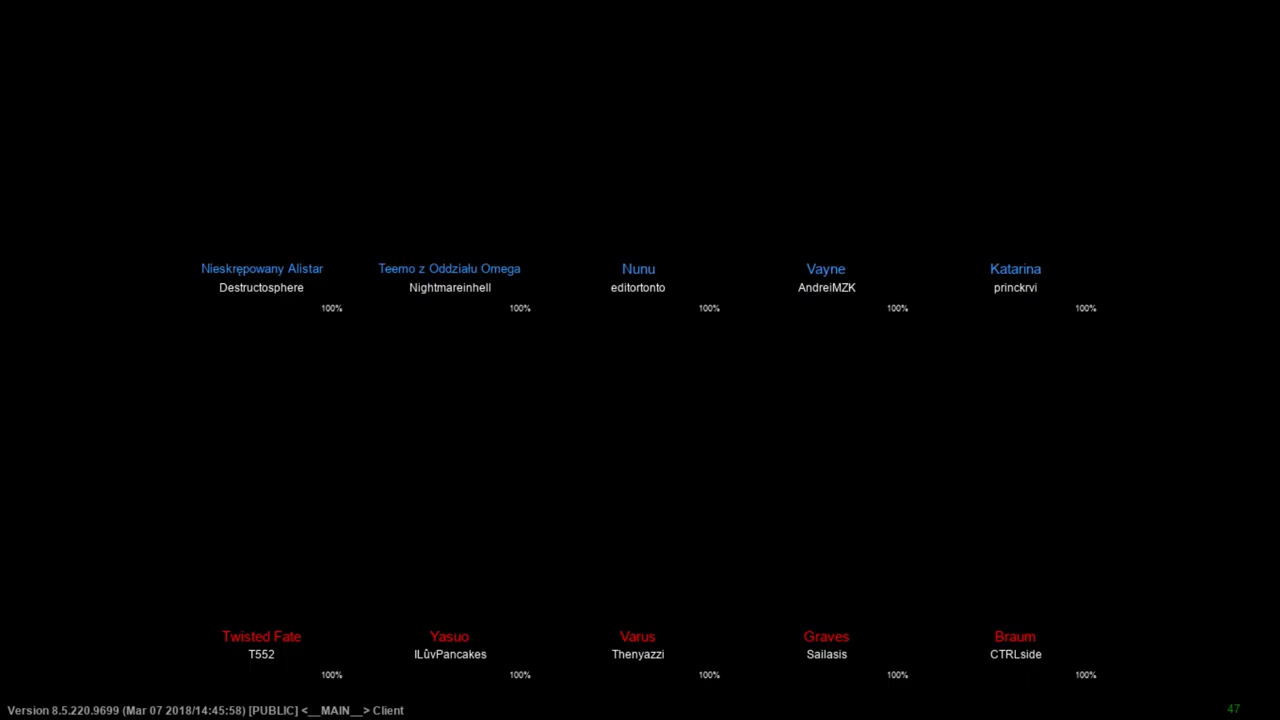 Nieskrępowany Alistar Teemo z Oddziału Omega Nunu Vayne Katarina
Destructosphere Nightmareinhell editortonto AndreiMZK princkrvi
100% 100% 100% 100% 100%
Twisted Fate Yasuo Varus Graves Braum
T552 ILûvPancakes Thenyazzi Sailasis CTRLside
100% 100% 100% 100% 100%
Version 8.5.220.9699 (Mar 07 2018/14:45:58) [PUBLIC] <__MAIN__> Client 47